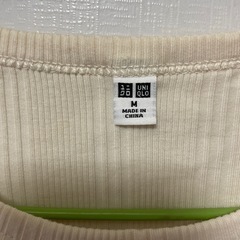 ユニ UNI
クロ QLO
M
MADE IN
CHINA